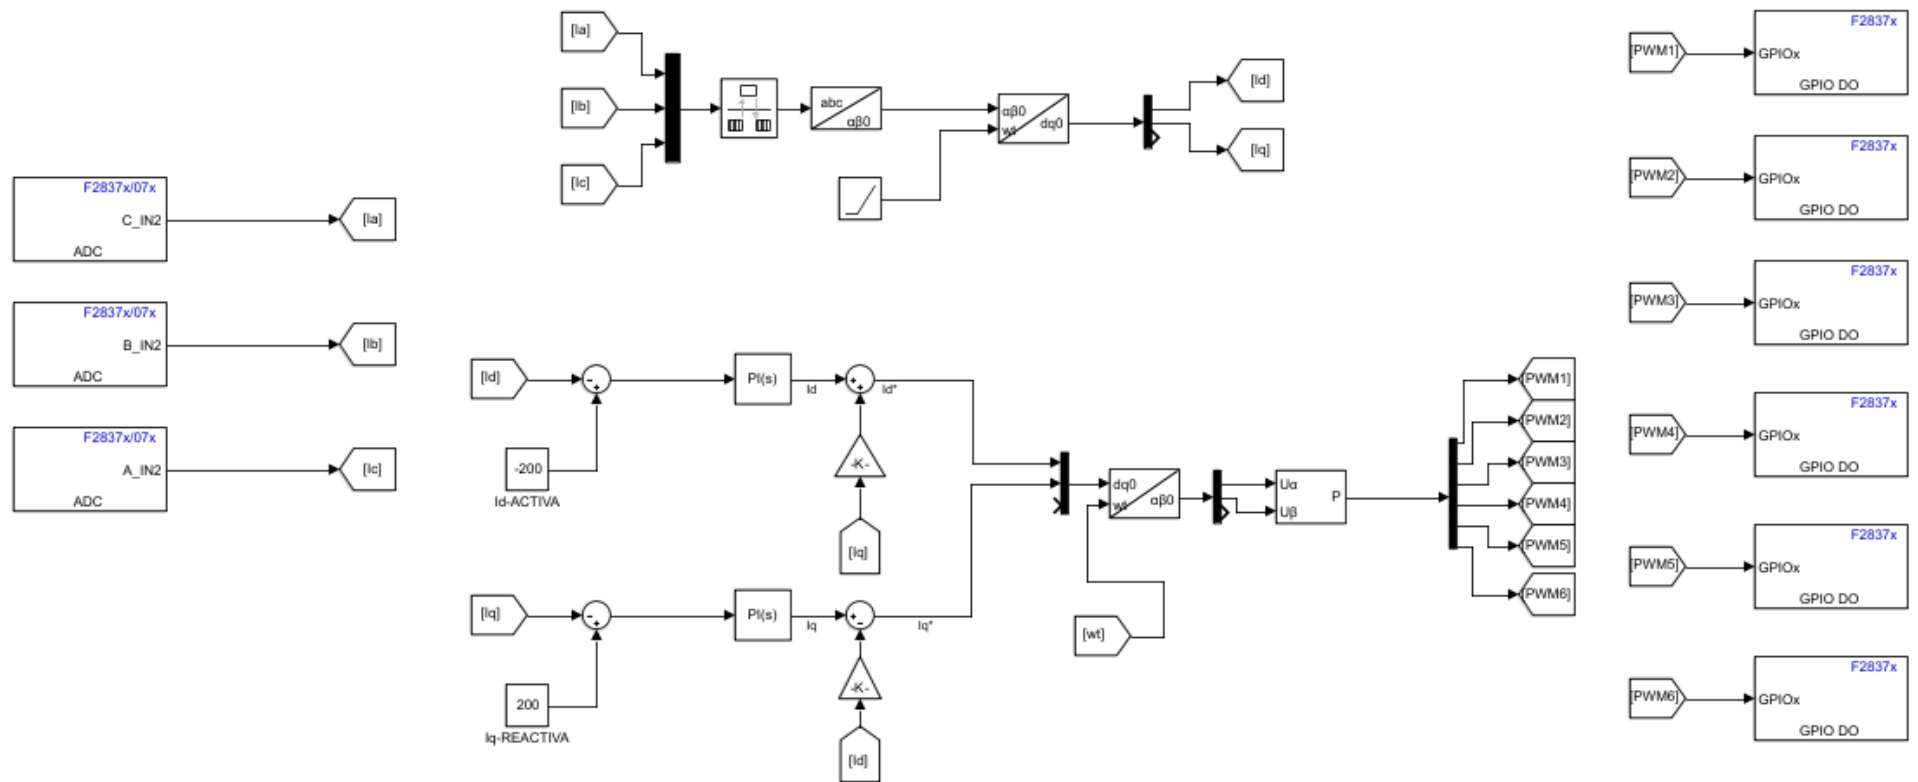 F2837x/07x
C_IN2
ADC
[Ia]
F2837x/07x
B_IN2
ADC
[Ib]
F2837x/07x
A_IN2
ADC
[Ic]
[Ia]
[Ib]
[Ic]
abc
αβ0
αβ0
wt
dq0
[Id]
[Iq]
[Id]
-
+
PI(s)
Id
+
+
Id*
-200
Id-ACTIVA
-K-
[Iq]
[Iq]
-
+
PI(s)
Iq
+
-
Iq*
200
Iq-REACTIVA
-K-
[Id]
dq0
wt
αβ0
[wt]
Uα
Uβ
P
[PWM1]
[PWM2]
[PWM3]
[PWM4]
[PWM5]
[PWM6]
[PWM1]
F2837x
GPIOx
GPIO DO
[PWM2]
F2837x
GPIOx
GPIO DO
[PWM3]
F2837x
GPIOx
GPIO DO
[PWM4]
F2837x
GPIOx
GPIO DO
[PWM5]
F2837x
GPIOx
GPIO DO
[PWM6]
F2837x
GPIOx
GPIO DO